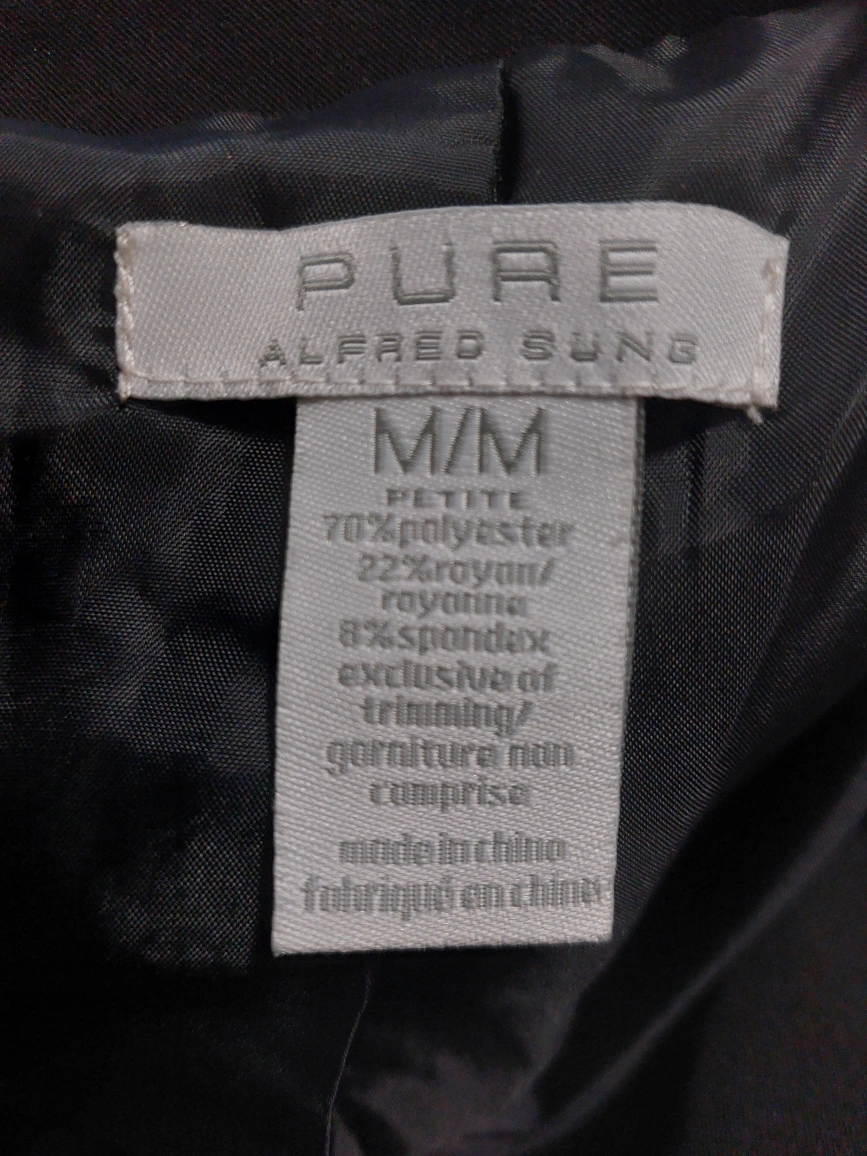 PURE
ALFRED SUNG
M/M
PETITE
70%polyester
22%rayon/
rayonne
8%spandex
exclusive of
trimming/
garniture non
comprise
made in china
fabriqué en chine